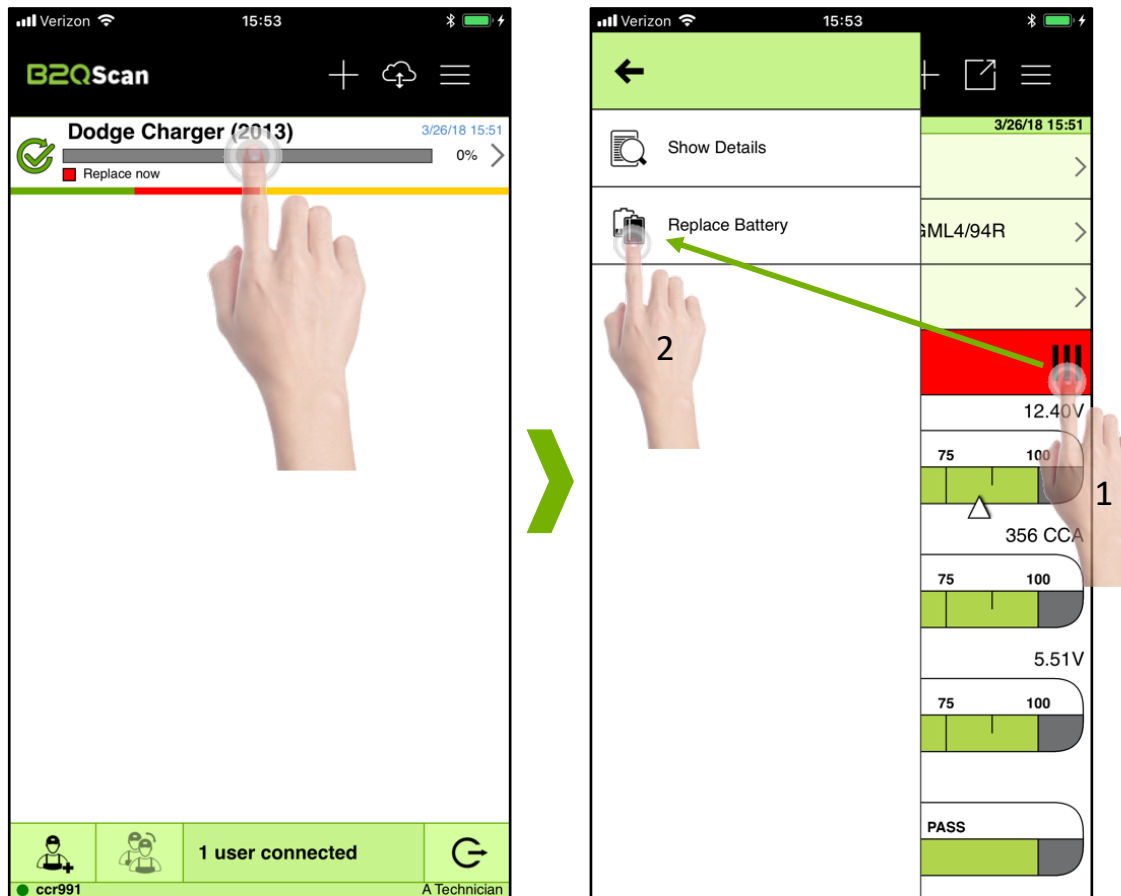 Verizon 15:53
B2QScan
Dodge Charger (2013) 3/26/18 15:51
0%
Replace now
1 user connected
ccr991 A Technician
Verizon 15:53
3/26/18 15:51
Show Details
Replace Battery
GML4/94R
2
12.40V
75 100
1
356 CCA
75 100
5.51V
75 100
PASS